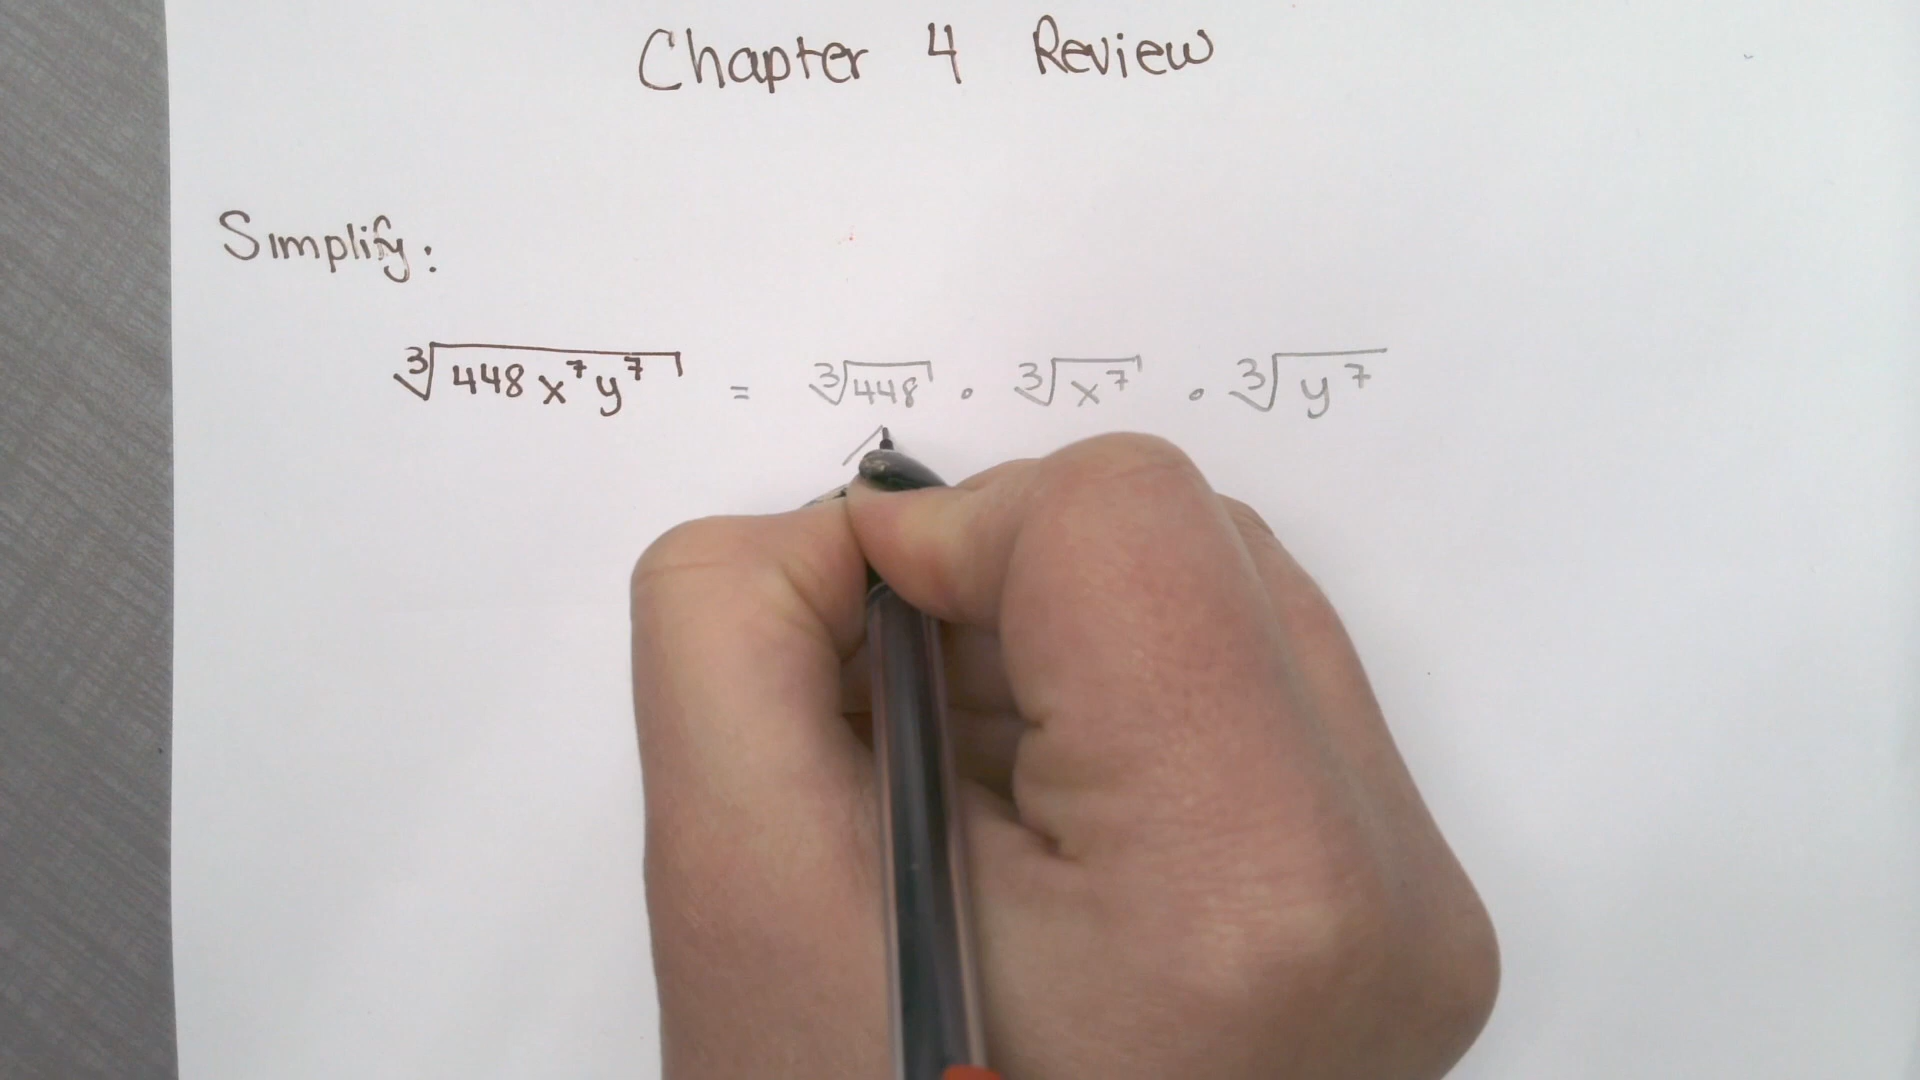 Chapter 4 Review
Simplify:
∛448x⁷y⁷ = ∛448 · ∛x⁷ · ∛y⁷